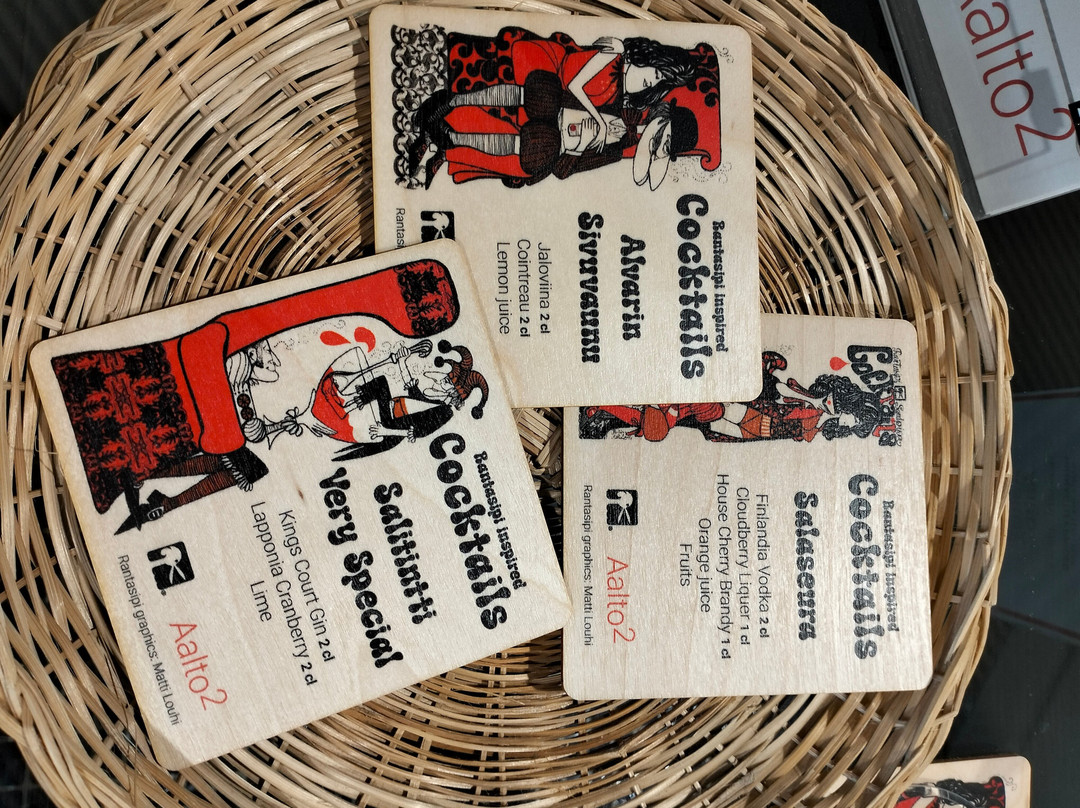 Aalto2
Rantasipi inspired
Cocktails
Alvarin
Sivuvaunu
Jaloviina 2 cl
Cointreau 2 cl
Lemon juice
Rantasipi inspired
Cocktails
Salitintti
Very Special
Kings Court Gin 2 cl
Lapponia Cranberry 2 cl
Lime
Aalto2
Rantasipi graphics: Matti Louhi
Cocktails
Rantasipi inspired
Cocktails
Salaseura
Finlandia Vodka 2 cl
Cloudberry Liquer 1 cl
House Cherry Brandy 1 cl
Orange juice
Fruits
Aalto2
Rantasipi graphics: Matti Louhi